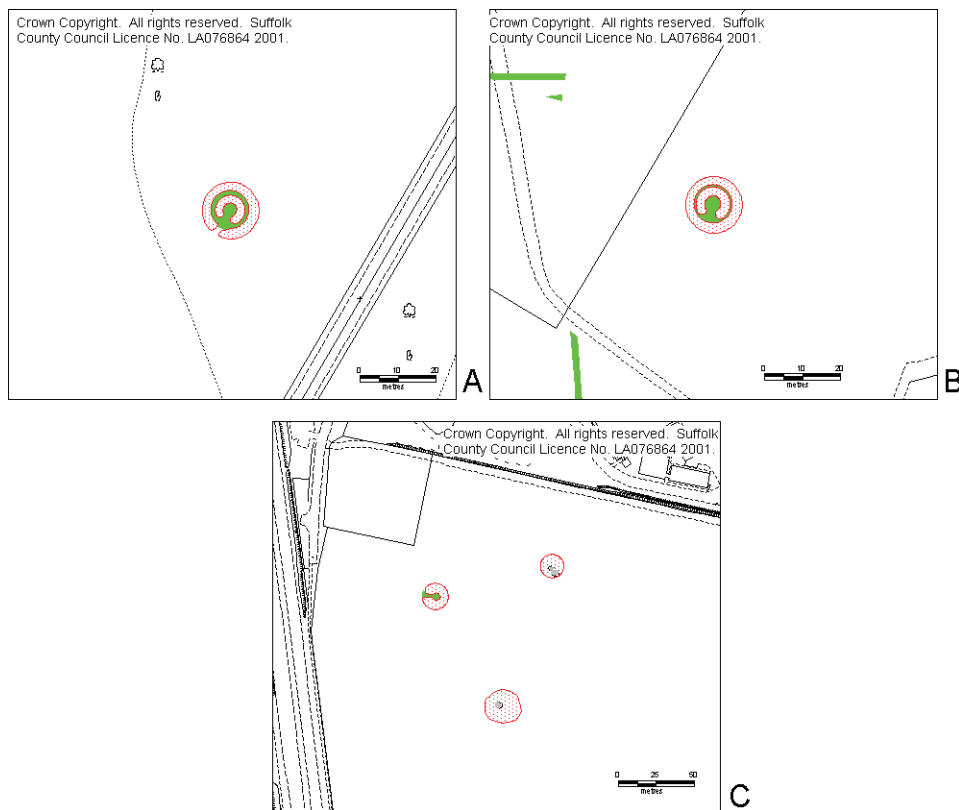 Crown Copyright. All rights reserved. Suffolk
County Council Licence No. LA076864 2001.
0 10 20
metres
A
Crown Copyright. All rights reserved. Suffolk
County Council Licence No. LA076864 2001.
0 10 20
metres
B
Crown Copyright. All rights reserved. Suffolk
County Council Licence No. LA076864 2001.
0 25 50
metres
C